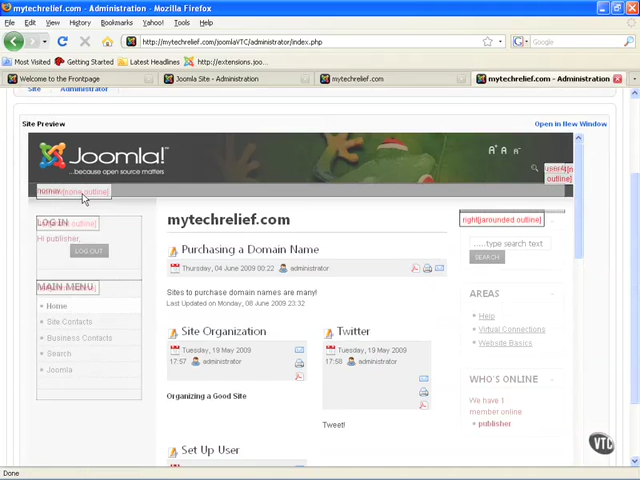 mytechrelief.com - Administration - Mozilla Firefox
File Edit View History Bookmarks Yahoo! Tools Help
http://mytechrelief.com/joomlaVTC/administrator/index.php
Google
Most Visited Getting Started Latest Headlines http://extensions.joo...
Welcome to the Frontpage
Joomla Site - Administration
mytechrelief.com
mytechrelief.com - Administration
Site Administrator
Site Preview
Open in New Window
Joomla!
...because open source matters
A+ A A-
outline]
outline]
LOG IN
Hi publisher,
LOG OUT
MAIN MENU
Home
Site Contacts
Business Contacts
Search
Joomla
mytechrelief.com
Purchasing a Domain Name
Thursday, 04 June 2009 00:22 administrator
Sites to purchase domain names are many!
Last Updated on Monday, 08 June 2009 23:32
Site Organization
Tuesday, 19 May 2009
17:57 administrator
Organizing a Good Site
Set Up User
Twitter
Tuesday, 19 May 2009
17:58 administrator
Tweet!
right[rounded outline]
.....type search text
SEARCH
AREAS
Help
Virtual Connections
Website Basics
WHO'S ONLINE
We have 1
member online
publisher
VTC
Done